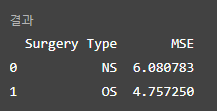 결과
Surgery Type MSE
0 NS 6.080783
1 OS 4.757250